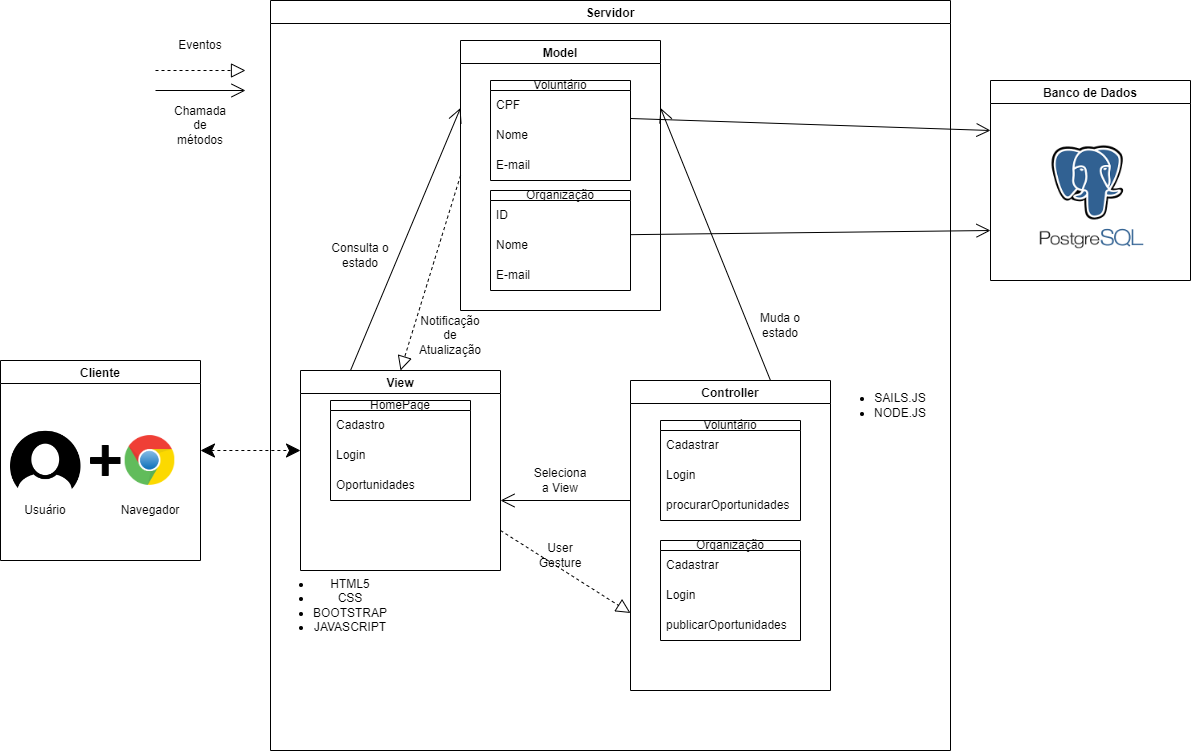 Servidor
Eventos
Chamada
de
métodos
Model
Voluntário
CPF
Nome
E-mail
Organização
ID
Nome
E-mail
Banco de Dados
PostgreSQL
Consulta o
estado
Notificação
de
Atualização
Muda o
estado
Cliente
Usuário
Navegador
View
HomePage
Cadastro
Login
Oportunidades
HTML5
CSS
BOOTSTRAP
JAVASCRIPT
Seleciona
a View
User
Gesture
Controller
Voluntário
Cadastrar
Login
procurarOportunidades
Organização
Cadastrar
Login
publicarOportunidades
SAILS.JS
NODE.JS